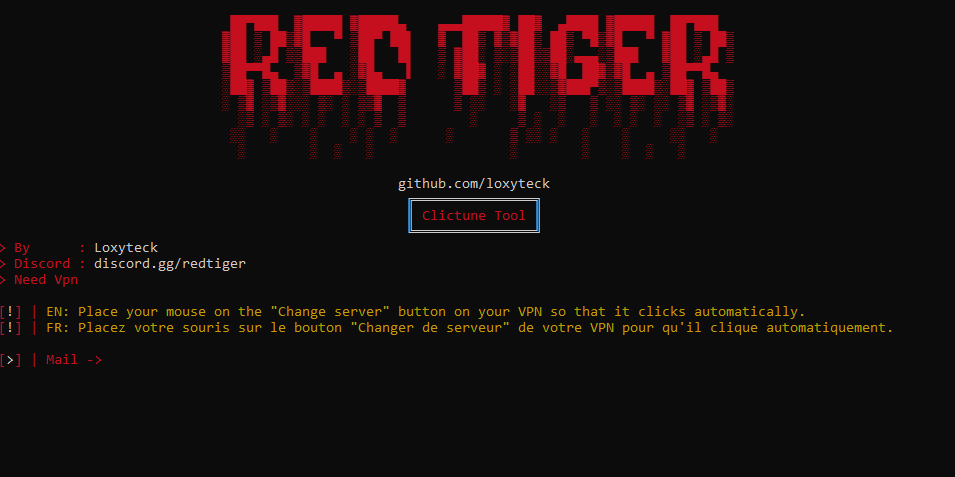 RED TIGER
github.com/loxyteck
Clictune Tool
> By : Loxyteck
> Discord : discord.gg/redtiger
> Need Vpn
[!] | EN: Place your mouse on the "Change server" button on your VPN so that it clicks automatically.
[!] | FR: Placez votre souris sur le bouton "Changer de serveur" de votre VPN pour qu'il clique automatiquement.
[>] | Mail ->